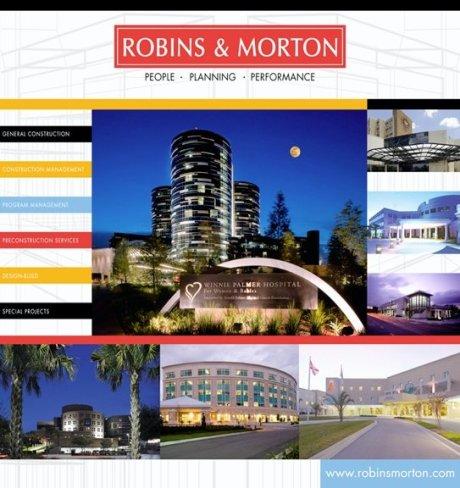 ROBINS & MORTON
PEOPLE · PLANNING · PERFORMANCE
GENERAL CONSTRUCTION
CONSTRUCTION MANAGEMENT
PROGRAM MANAGEMENT
PRECONSTRUCTION SERVICES
DESIGN-BUILD
SPECIAL PROJECTS
WINNIE PALMER HOSPITAL
For Women & Babies
www.robinsmorton.com